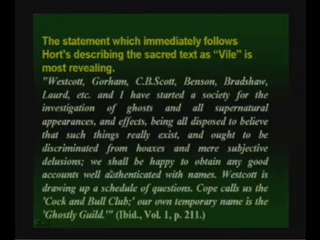 The statement which immediately follows
Hort's describing the sacred text as “Vile” is
most revealing.
"Westcott, Gorham, C.B.Scott, Benson, Bradshaw,
Laurd, etc. and I have started a society for the
investigation of ghosts and all supernatural
appearances, and effects, being all disposed to believe
that such things really exist, and ought to be
discriminated from hoaxes and mere subjective
delusions; we shall be happy to obtain any good
accounts well authenticated with names. Westcott is
drawing up a schedule of questions. Cope calls us the
'Cock and Bull Club;' our own temporary name is the
'Ghostly Guild.'" (Ibid., Vol. 1, p. 211.)